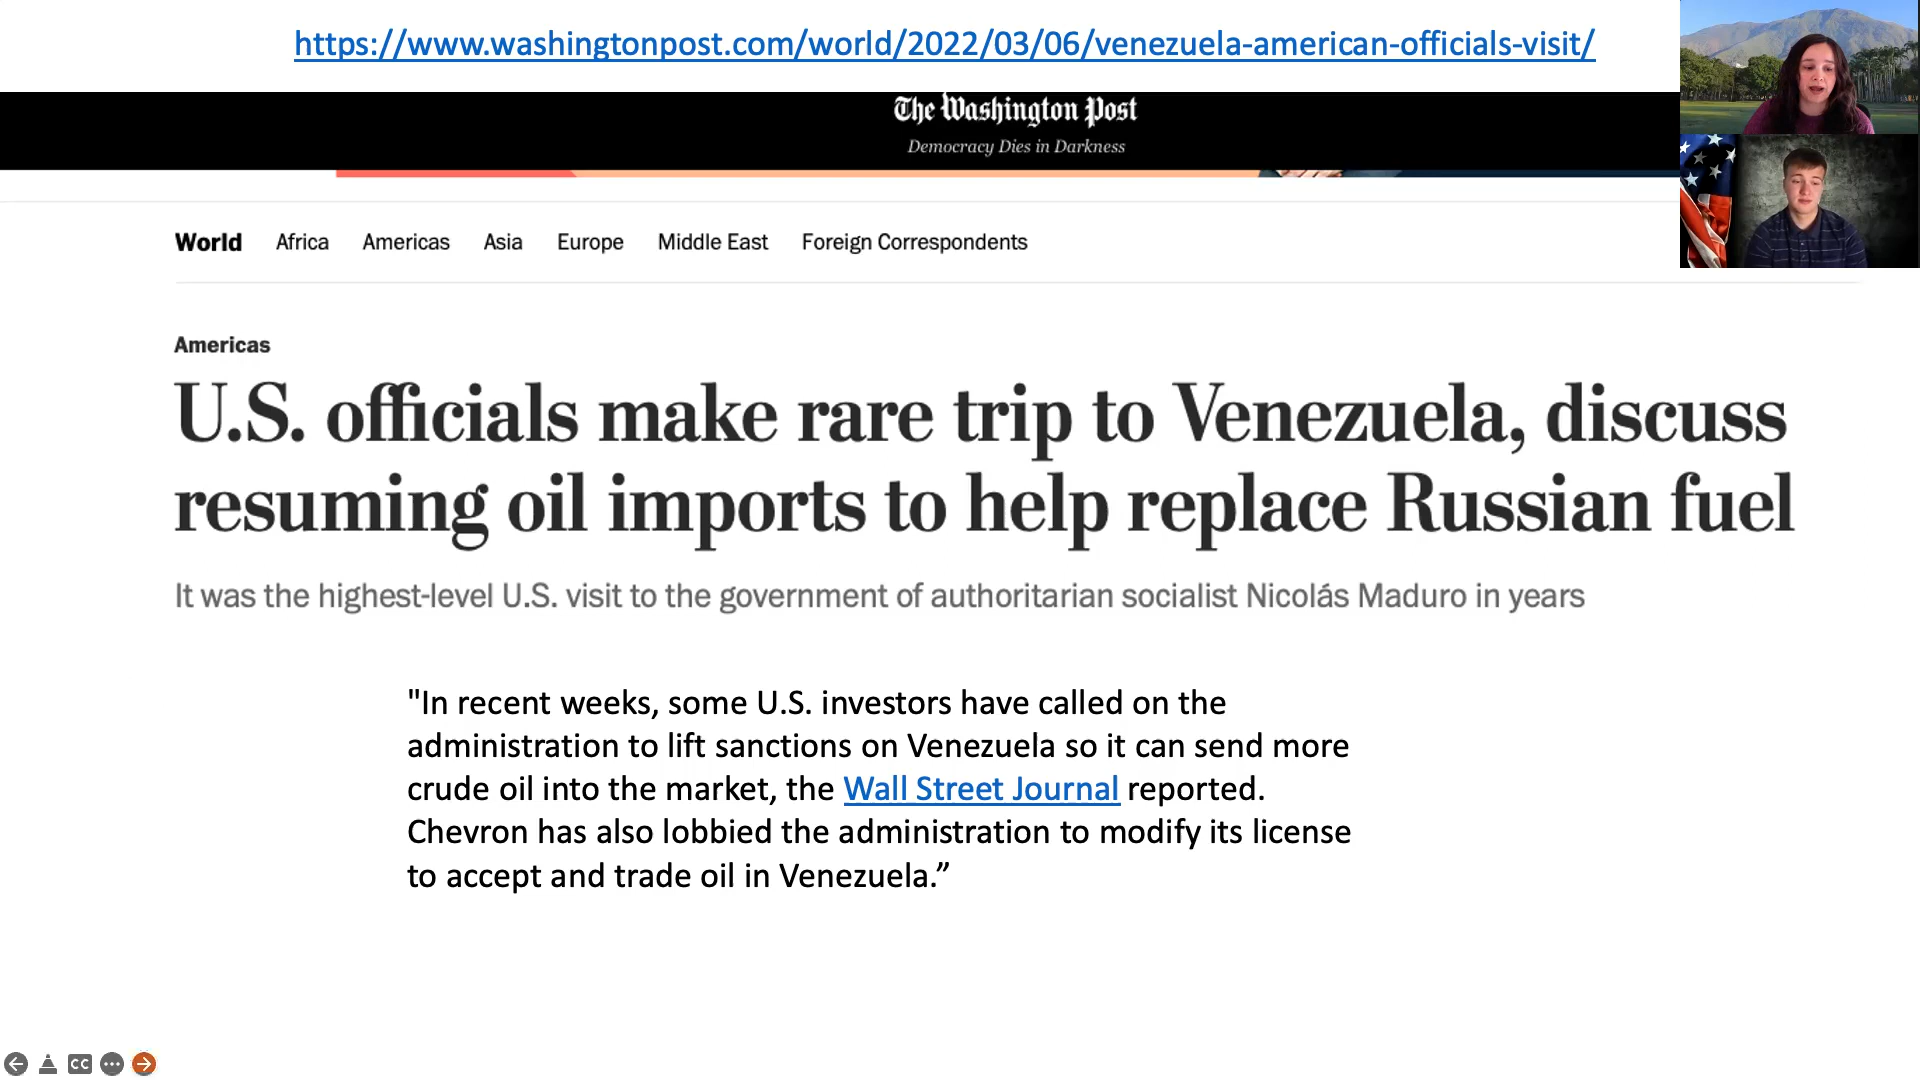 https://www.washingtonpost.com/world/2022/03/06/venezuela-american-officials-visit/
The Washington Post
Democracy Dies in Darkness
World Africa Americas Asia Europe Middle East Foreign Correspondents
Americas
U.S. officials make rare trip to Venezuela, discuss
resuming oil imports to help replace Russian fuel
It was the highest-level U.S. visit to the government of authoritarian socialist Nicolás Maduro in years
"In recent weeks, some U.S. investors have called on the
administration to lift sanctions on Venezuela so it can send more
crude oil into the market, the Wall Street Journal reported.
Chevron has also lobbied the administration to modify its license
to accept and trade oil in Venezuela.”
CC